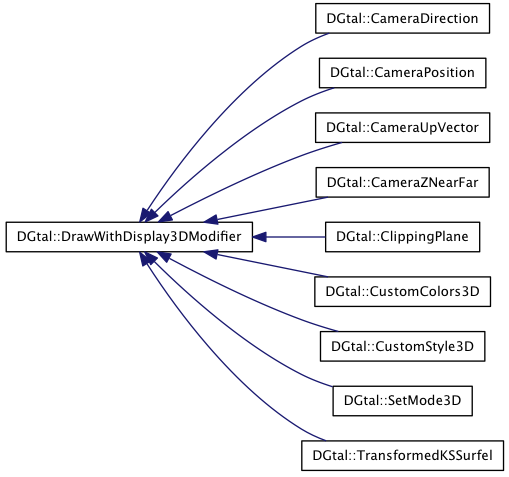 DGtal::CameraDirection
DGtal::CameraPosition
DGtal::CameraUpVector
DGtal::CameraZNearFar
DGtal::DrawWithDisplay3DModifier
DGtal::ClippingPlane
DGtal::CustomColors3D
DGtal::CustomStyle3D
DGtal::SetMode3D
DGtal::TransformedKSSurfel